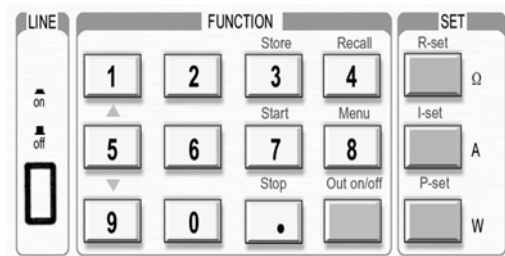 LINE FUNCTION SET
Store Recall R-set
1 2 3 4 Ω
on
Start Menu I-set
off
5 6 7 8 A
Stop Out on/off P-set
9 0 . W